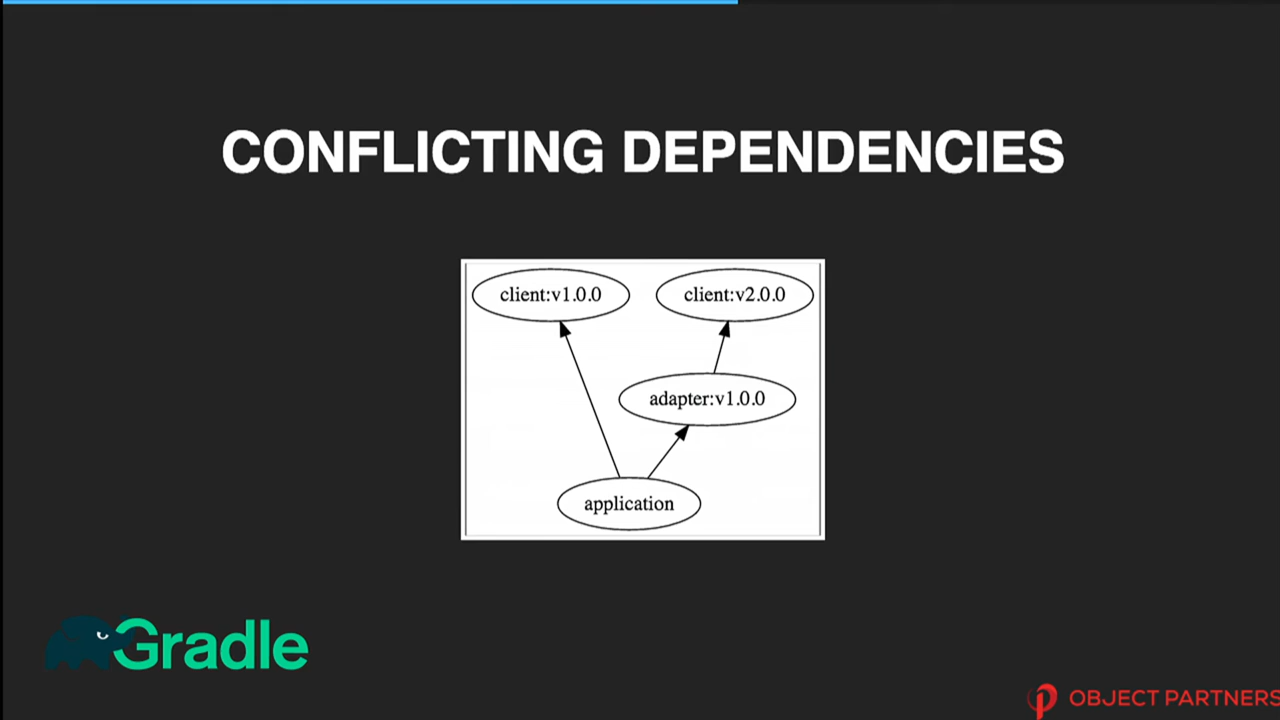 CONFLICTING DEPENDENCIES
client:v1.0.0
client:v2.0.0
adapter:v1.0.0
application
Gradle
OBJECT PARTNERS